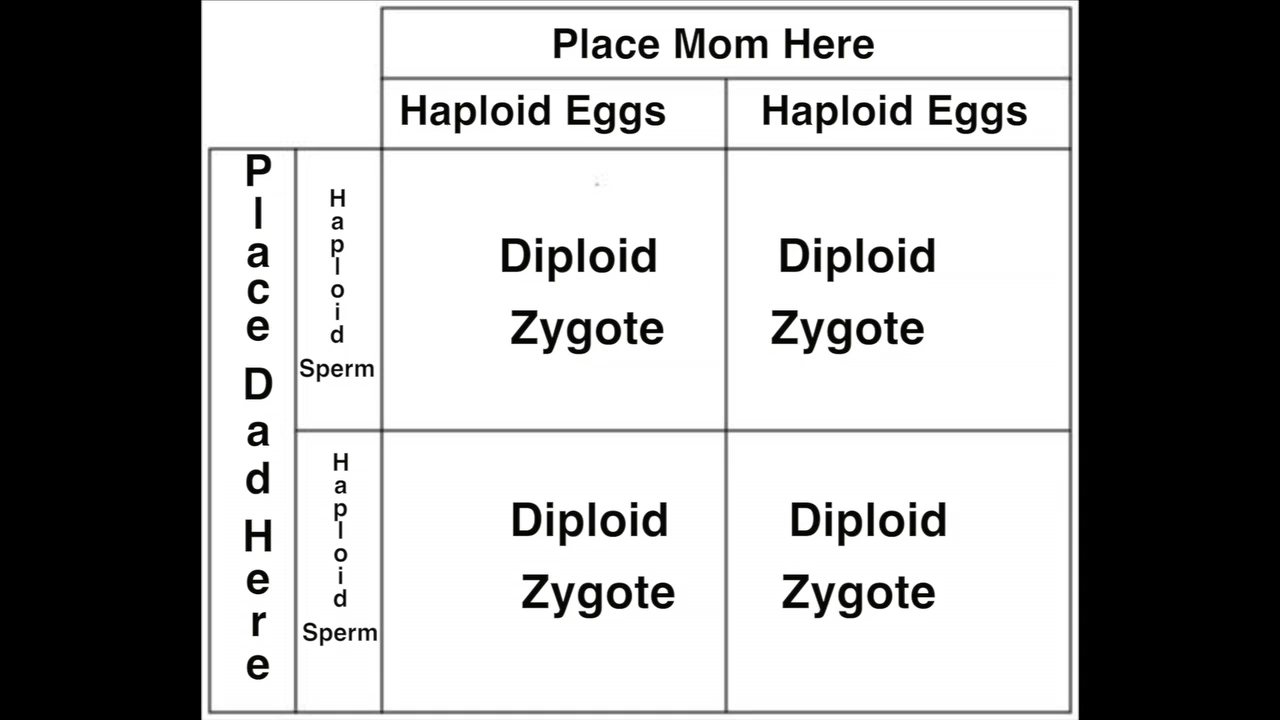 Place Mom Here
Haploid Eggs Haploid Eggs
Place Dad Here
Haploid
Sperm
Diploid Diploid
Zygote Zygote
Haploid
Sperm
Diploid Diploid
Zygote Zygote